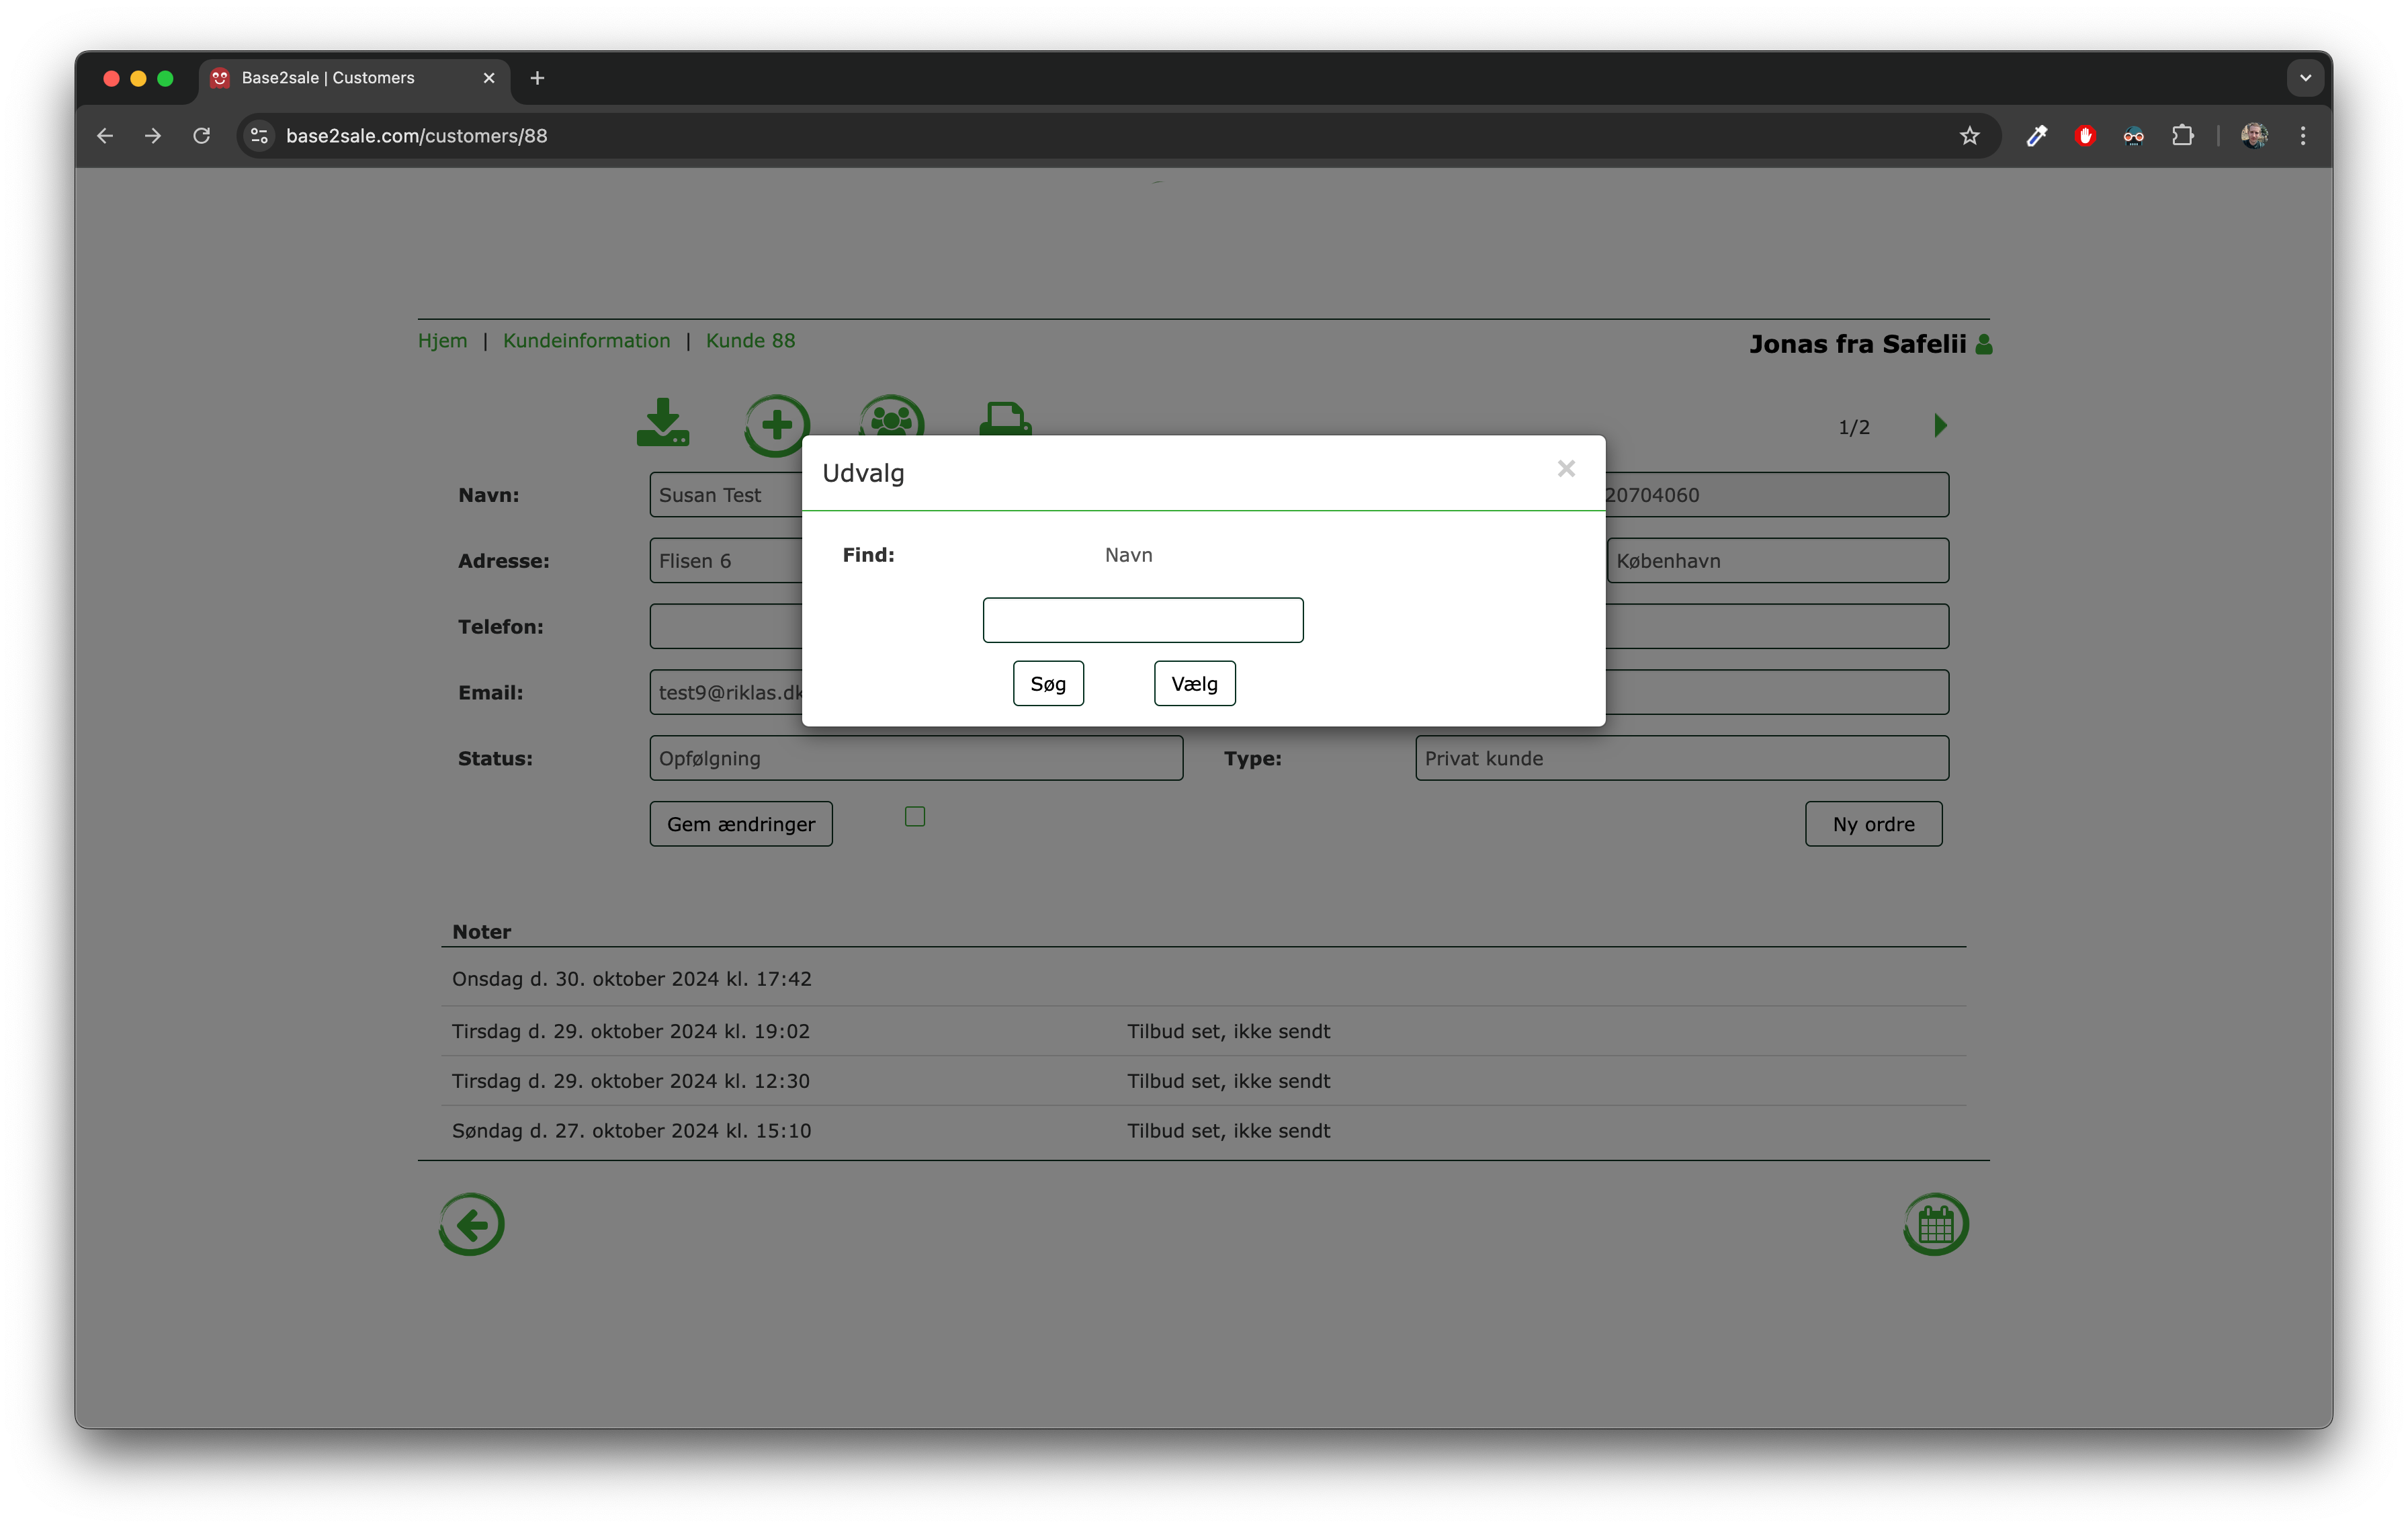 Base2sale | Customers
base2sale.com/customers/88
Hjem | Kundeinformation | Kunde 88
Jonas fra Safelii
1/2
Udvalg
Find: Navn
Søg Vælg
Navn: Susan Test 20704060
Adresse: Flisen 6 København
Telefon:
Email: test9@riklas.dk
Status: Opfølgning Type: Privat kunde
Gem ændringer Ny ordre
Noter
Onsdag d. 30. oktober 2024 kl. 17:42
Tirsdag d. 29. oktober 2024 kl. 19:02 Tilbud set, ikke sendt
Tirsdag d. 29. oktober 2024 kl. 12:30 Tilbud set, ikke sendt
Søndag d. 27. oktober 2024 kl. 15:10 Tilbud set, ikke sendt